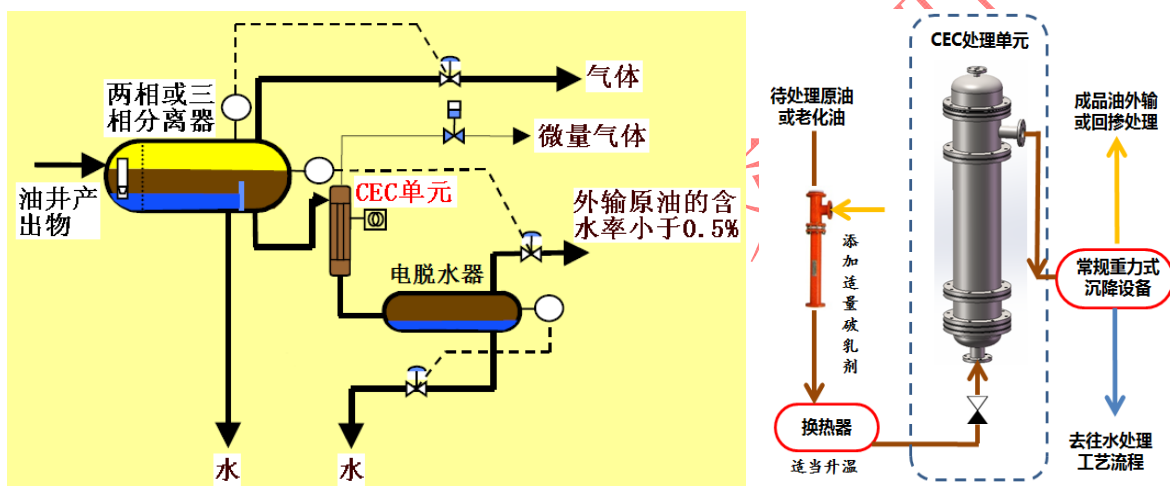 两相或三
相分离器
油井产
出物
气体
微量气体
CEC单元
外输原油的含
水率小于0.5%
电脱水器
水
水
CEC处理单元
待处理原油
或老化油
添加适量破乳剂
换热器
适当升温
成品油外输
或回掺处理
常规重力式
沉降设备
去往水处理
工艺流程